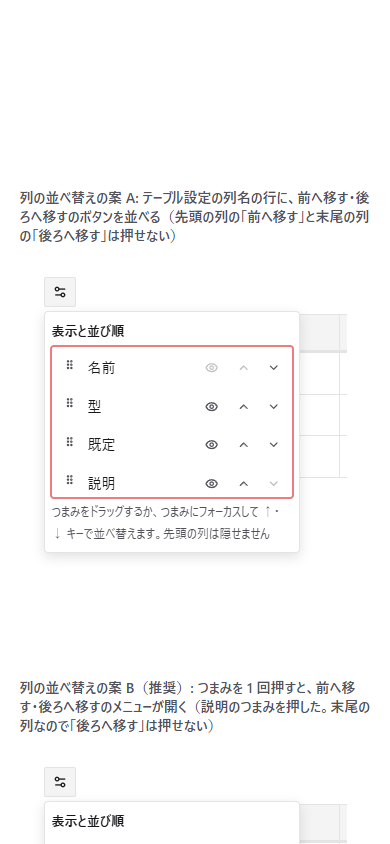 列の並べ替えの案 A: テーブル設定の列名の行に、前へ移す・後
ろへ移すのボタンを並べる（先頭の列の「前へ移す」と末尾の列
の「後ろへ移す」は押せない）
表示と並び順
名前
型
既定
説明
つまみをドラッグするか、つまみにフォーカスして ↑・
↓ キーで並べ替えます。先頭の列は隠せません
列の並べ替えの案 B（推奨）: つまみを 1 回押すと、前へ移
す・後ろへ移すのメニューが開く（説明のつまみを押した。末尾の
列なので「後ろへ移す」は押せない）
表示と並び順